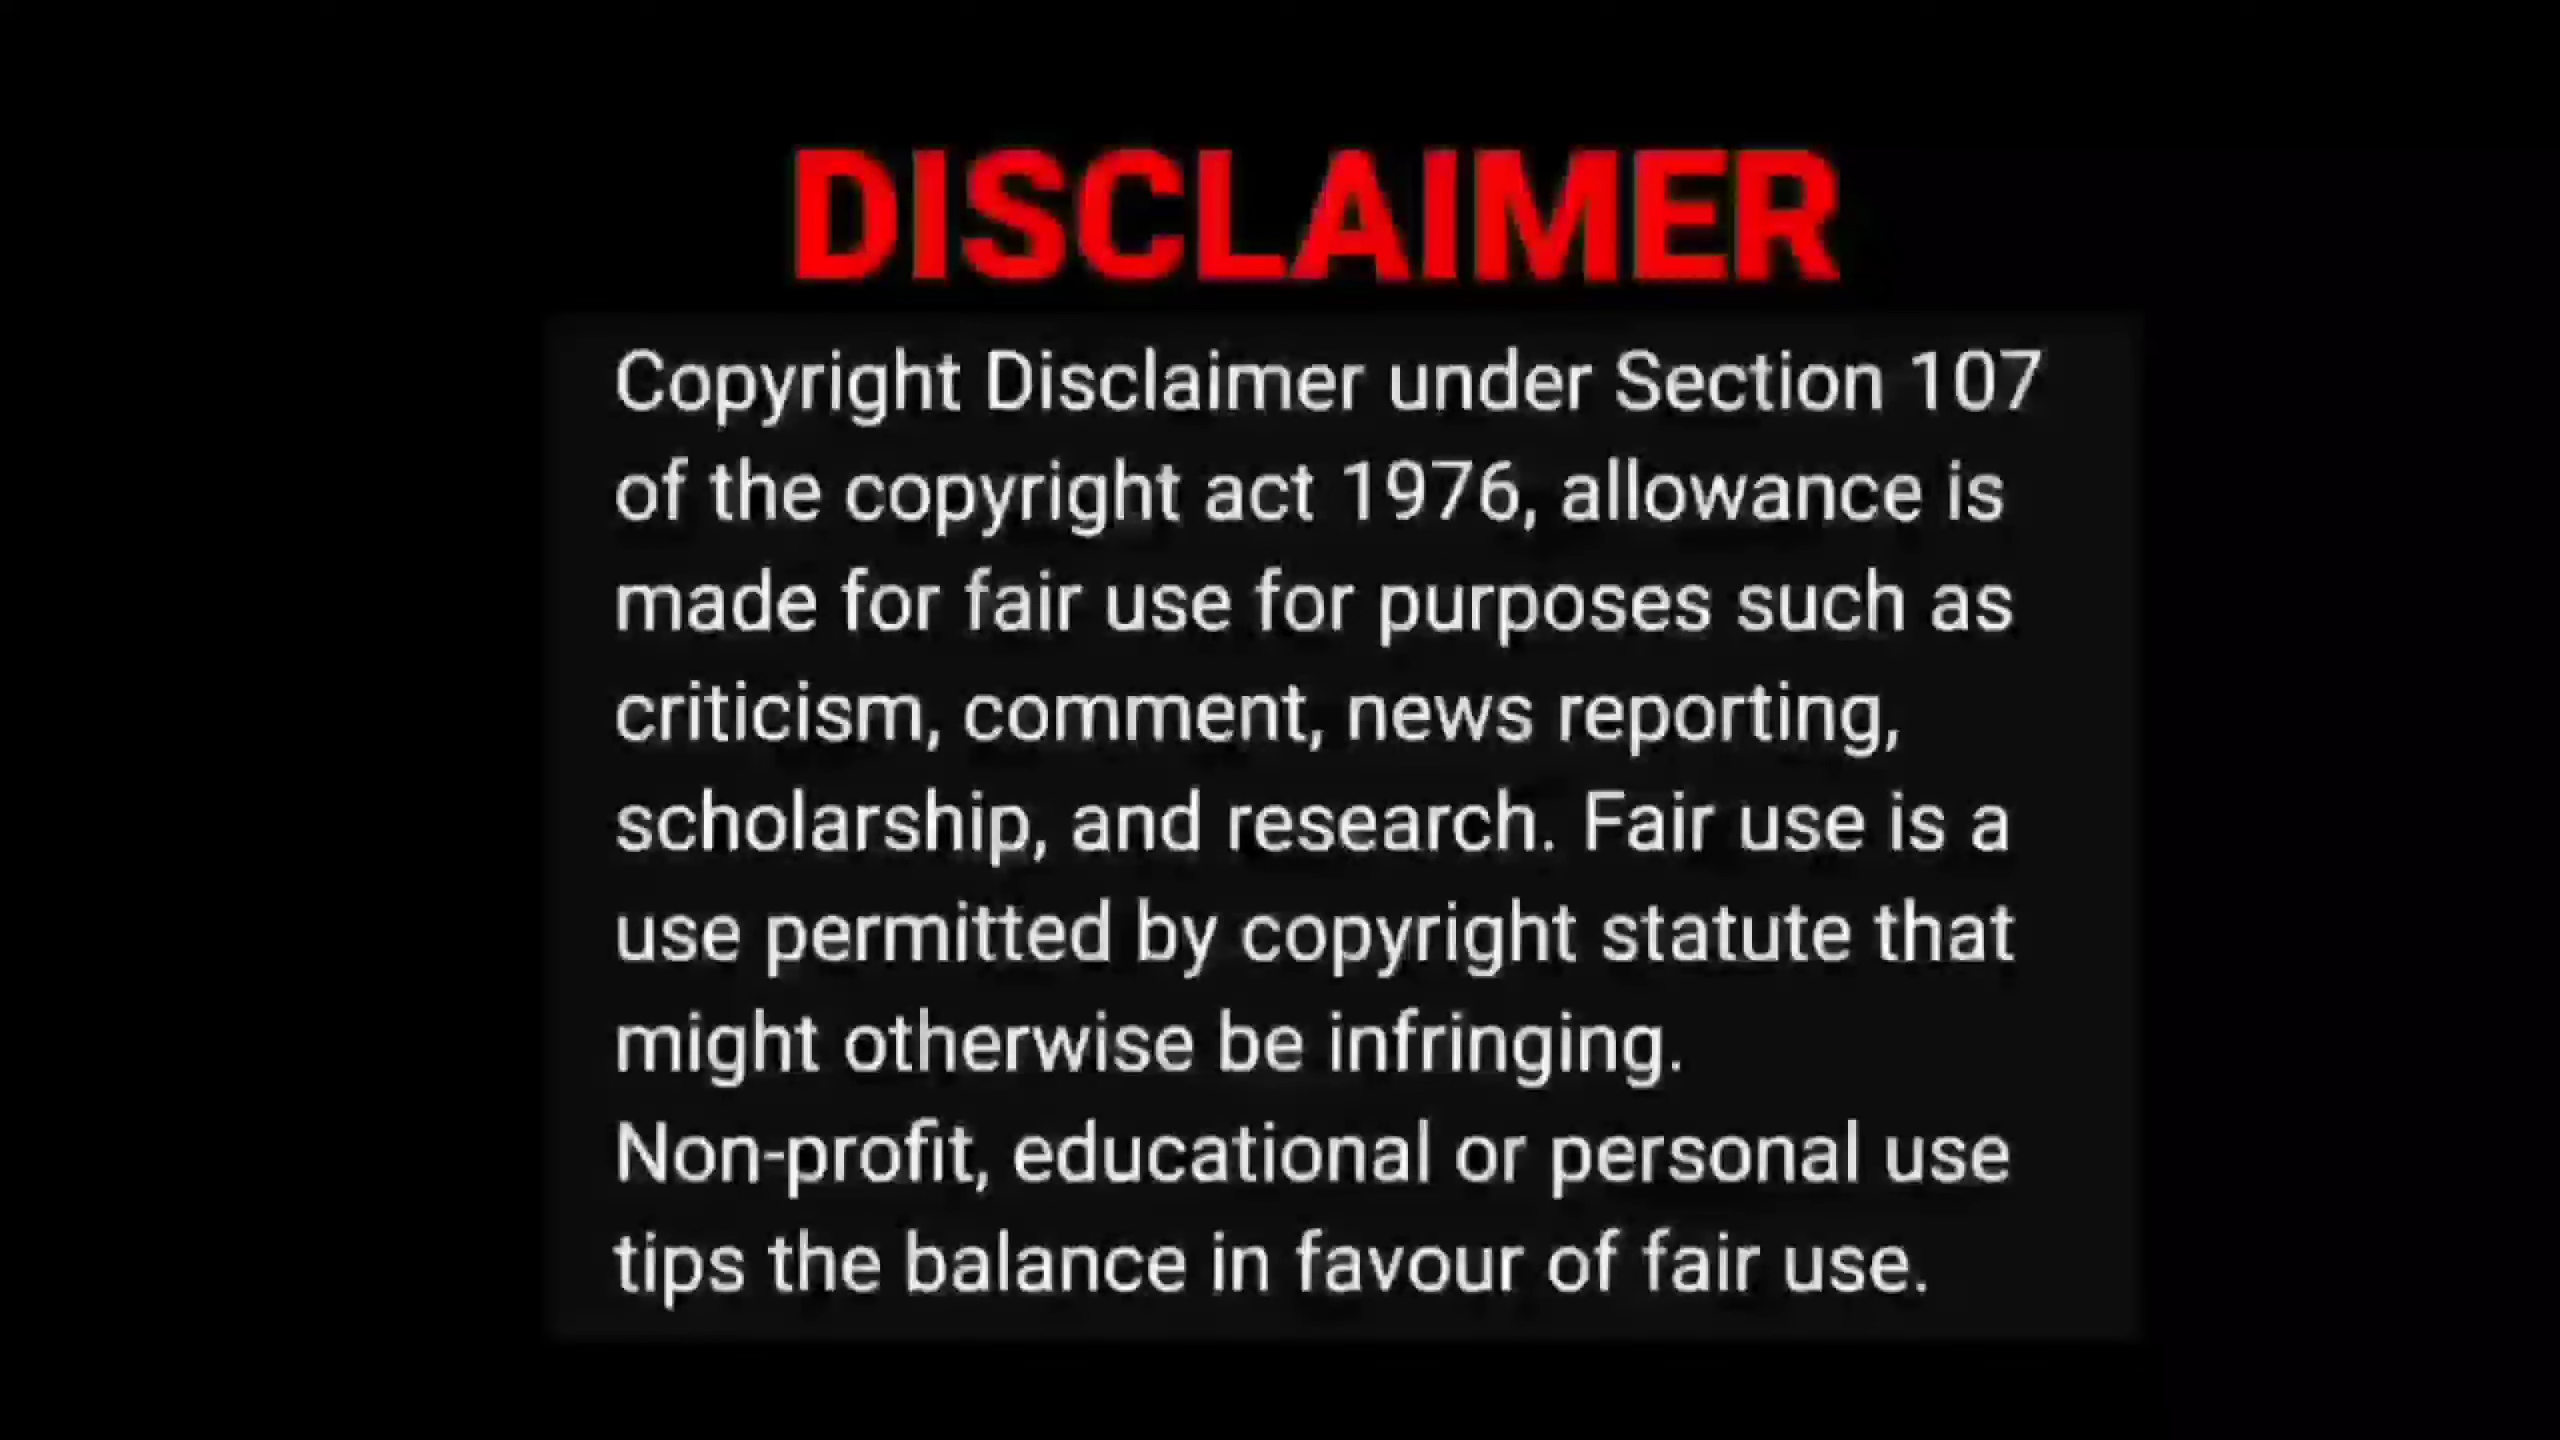 DISCLAIMER
Copyright Disclaimer under Section 107
of the copyright act 1976, allowance is
made for fair use for purposes such as
criticism, comment, news reporting,
scholarship, and research. Fair use is a
use permitted by copyright statute that
might otherwise be infringing.
Non-profit, educational or personal use
tips the balance in favour of fair use.